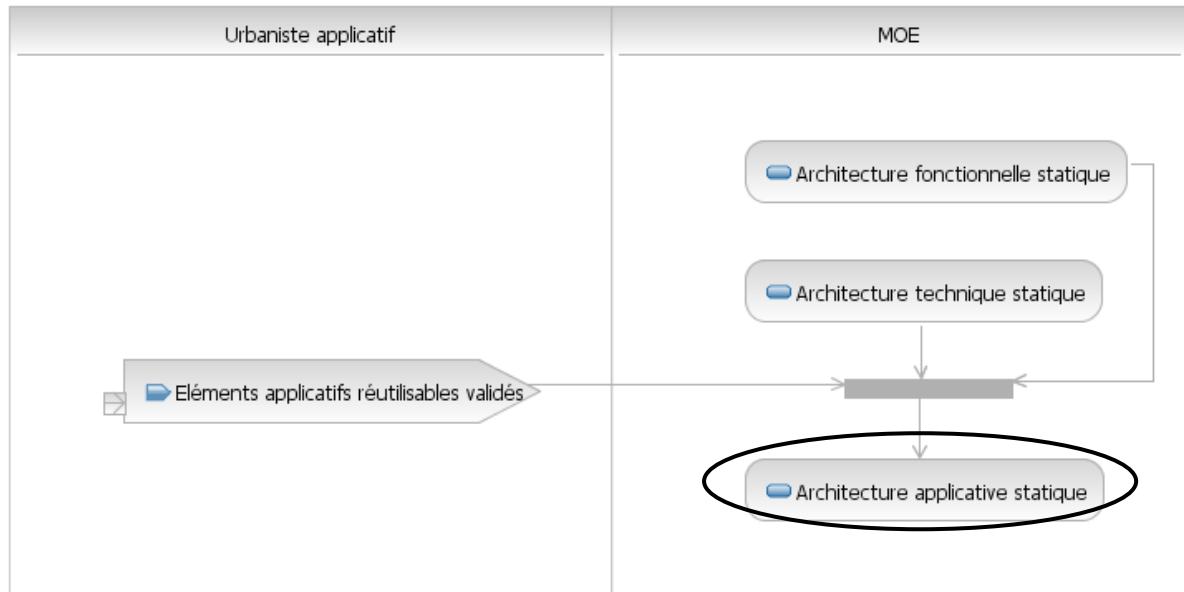 Urbaniste applicatif
MOE
Architecture fonctionnelle statique
Architecture technique statique
Eléments applicatifs réutilisables validés
Architecture applicative statique